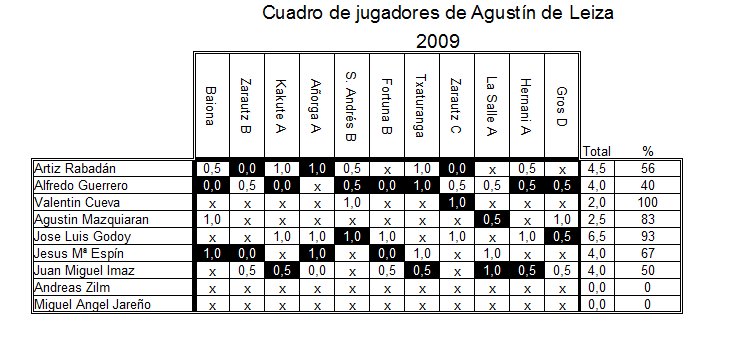 Cuadro de jugadores de Agustín de Leiza
2009
Baiona Zarautz B Kakute A Añorga A S. Andrés B Fortuna B Txaturanga Zarautz C La Salle A Hernani A Gros D Total %
Artiz Rabadán 0,5 0,0 1,0 1,0 0,5 x 1,0 0,0 x 0,5 x 4,5 56
Alfredo Guerrero 0,0 0,5 0,0 x 0,5 0,0 1,0 0,5 0,5 0,5 0,5 4,0 40
Valentin Cueva x x x x 1,0 x x 1,0 x x x 2,0 100
Agustin Mazquiaran 1,0 x x x x x x x 0,5 x 1,0 2,5 83
Jose Luis Godoy x x 1,0 1,0 1,0 1,0 x 1,0 x 1,0 0,5 6,5 93
Jesus Mª Espín 1,0 0,0 x 1,0 x 0,0 1,0 x 1,0 x x 4,0 67
Juan Miguel Imaz x 0,5 0,5 0,0 x 0,5 0,5 x 1,0 0,5 0,5 4,0 50
Andreas Zilm x x x x x x x x x x x 0,0 0
Miguel Angel Jareño x x x x x x x x x x x 0,0 0